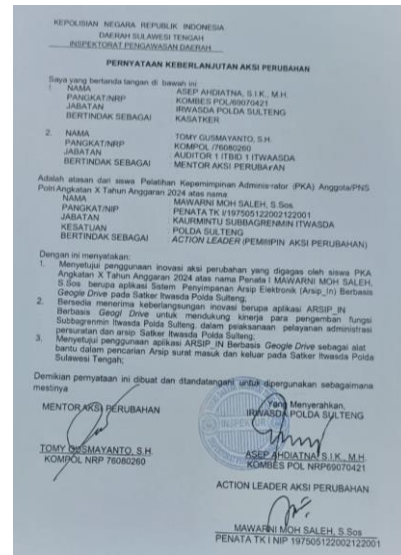 KEPOLISIAN NEGARA REPUBLIK INDONESIA
DAERAH SULAWESI TENGAH
INSPEKTORAT PENGAWASAN DAERAH
PERNYATAAN KEBERLANJUTAN AKSI PERUBAHAN
Saya yang bertanda tangan di bawah ini:
1. NAMA ASEP AHDIATNA, S.I.K., M.H.
PANGKAT/NRP KOMBES POL/69070421
JABATAN IRWASDA POLDA SULTENG
BERTINDAK SEBAGAI KASATKER
2. NAMA TOMY GUSMAYANTO, S.H.
PANGKAT/NRP KOMPOL /76080260
JABATAN AUDITOR 1 ITBID 1 ITWAASDA
BERTINDAK SEBAGAI MENTOR AKSI PERUBAHAN
Adalah atasan dari siswa Pelatihan Kepemimpinan Administrator (PKA) Anggota/PNS
Polri Angkatan X Tahun Anggaran 2024 atas nama:
NAMA MAWARNI MOH SALEH, S.Sos
PANGKAT/NIP PENATA TK I/197505122002122001
JABATAN KAURMINTU SUBBAGRENMIN ITWASDA
KESATUAN POLDA SULTENG
BERTINDAK SEBAGAI ACTION LEADER (PEMIMPIN AKSI PERUBAHAN)
Dengan ini menyatakan:
1. Menyetujui penggunaan inovasi aksi perubahan yang digagas oleh siswa PKA
Angkatan X Tahun Anggaran 2024 atas nama Penata I MAWARNI MOH SALEH,
S.Sos berupa aplikasi Sistem Penyimpanan Arsip Elektronik (Arsip_In) Berbasis
Google Drive pada Satker Itwasda Polda Sulteng;
2. Bersedia menerima keberlangsungan inovasi berupa aplikasi ARSIP_IN
Berbasis Geogl Drive untuk mendukung kinerja para pengemban fungsi
Subbagrenmin Itwasda Polda Sulteng, dalam pelaksanaan pelayanan administrasi
persuratan dan arsip Satker Itwasda Polda Sulteng;
3. Menyetujui penggunaan aplikasi ARSIP_IN Berbasis Geogle Drive sebagai alat
bantu dalam pencarian Arsip surat masuk dan keluar pada Satker Itwasda Polda
Sulawesi Tengah;
Demikian pernyataan ini dibuat dan ditandatangani untuk dipergunakan sebagaimana
mestinya
Yang Menyerahkan,
MENTOR AKSI PERUBAHAN IRWASDA POLDA SULTENG
INSPEK
TOMY GUSMAYANTO, S.H. ASEP AHDIATNA, S.I.K., M.H.
KOMPOL NRP 76080260 KOMBES POL NRP69070421
ACTION LEADER AKSI PERUBAHAN
MAWARNI MOH SALEH, S.Sos
PENATA TK I NIP 197505122002122001